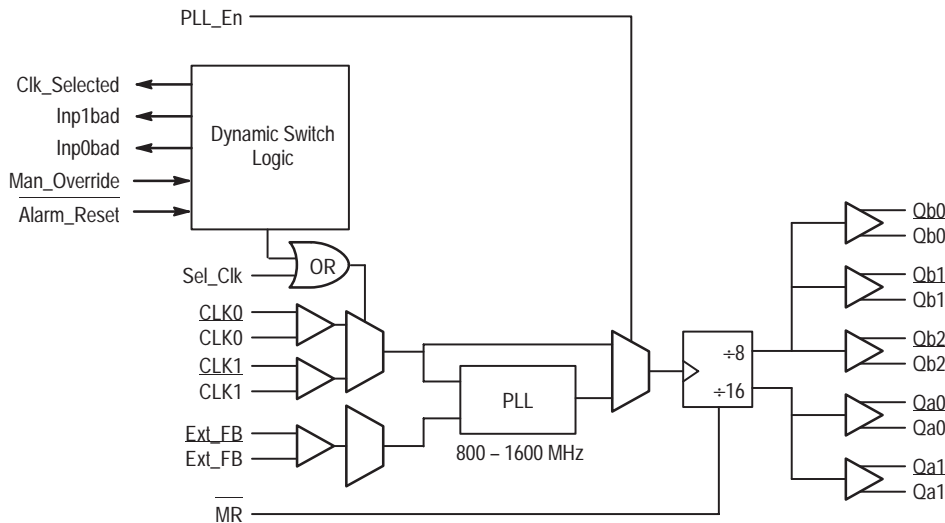 PLL_En
Clk_Selected
Inp1bad
Inp0bad
Man_Override
Alarm_Reset
Dynamic Switch
Logic
OR
Sel_Clk
CLK0
CLK0
CLK1
CLK1
Ext_FB
Ext_FB
MR
PLL
800 – 1600 MHz
÷8
÷16
Qb0
Qb0
Qb1
Qb1
Qb2
Qb2
Qa0
Qa0
Qa1
Qa1